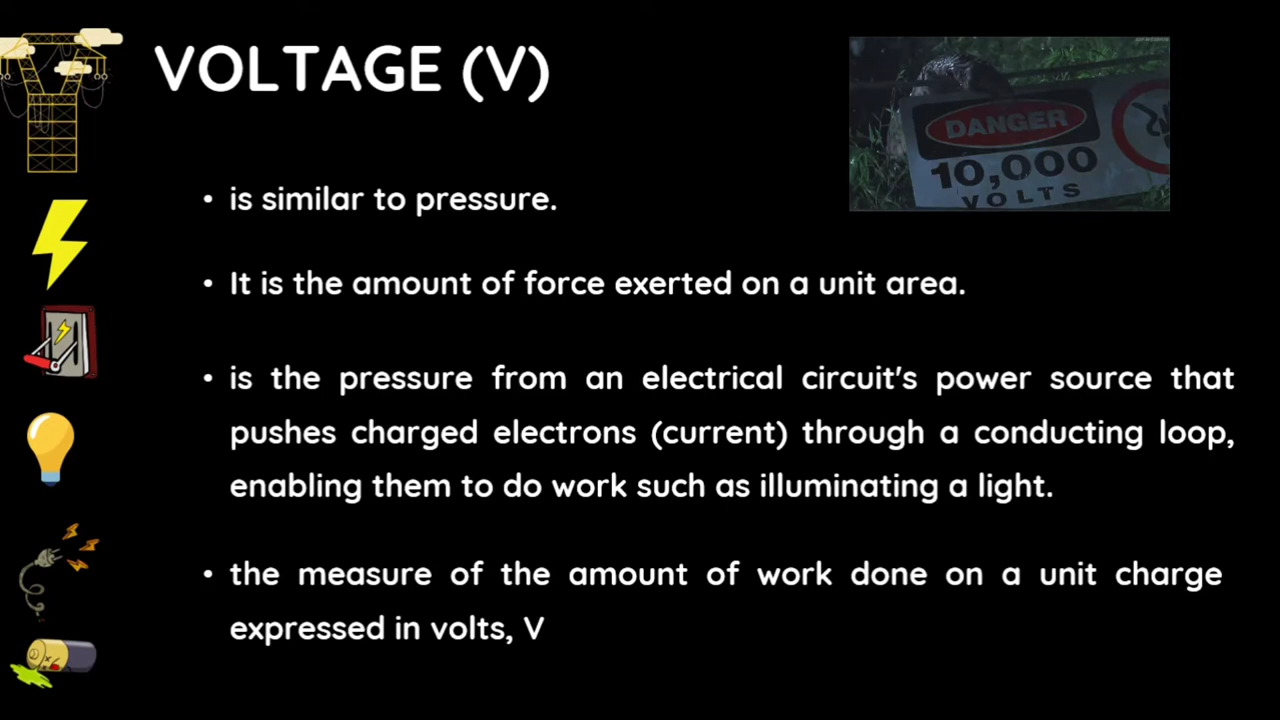 VOLTAGE (V)
DANGER
10,000
VOLTS
• is similar to pressure.
• It is the amount of force exerted on a unit area.
• is the pressure from an electrical circuit's power source that
pushes charged electrons (current) through a conducting loop,
enabling them to do work such as illuminating a light.
• the measure of the amount of work done on a unit charge
expressed in volts, V